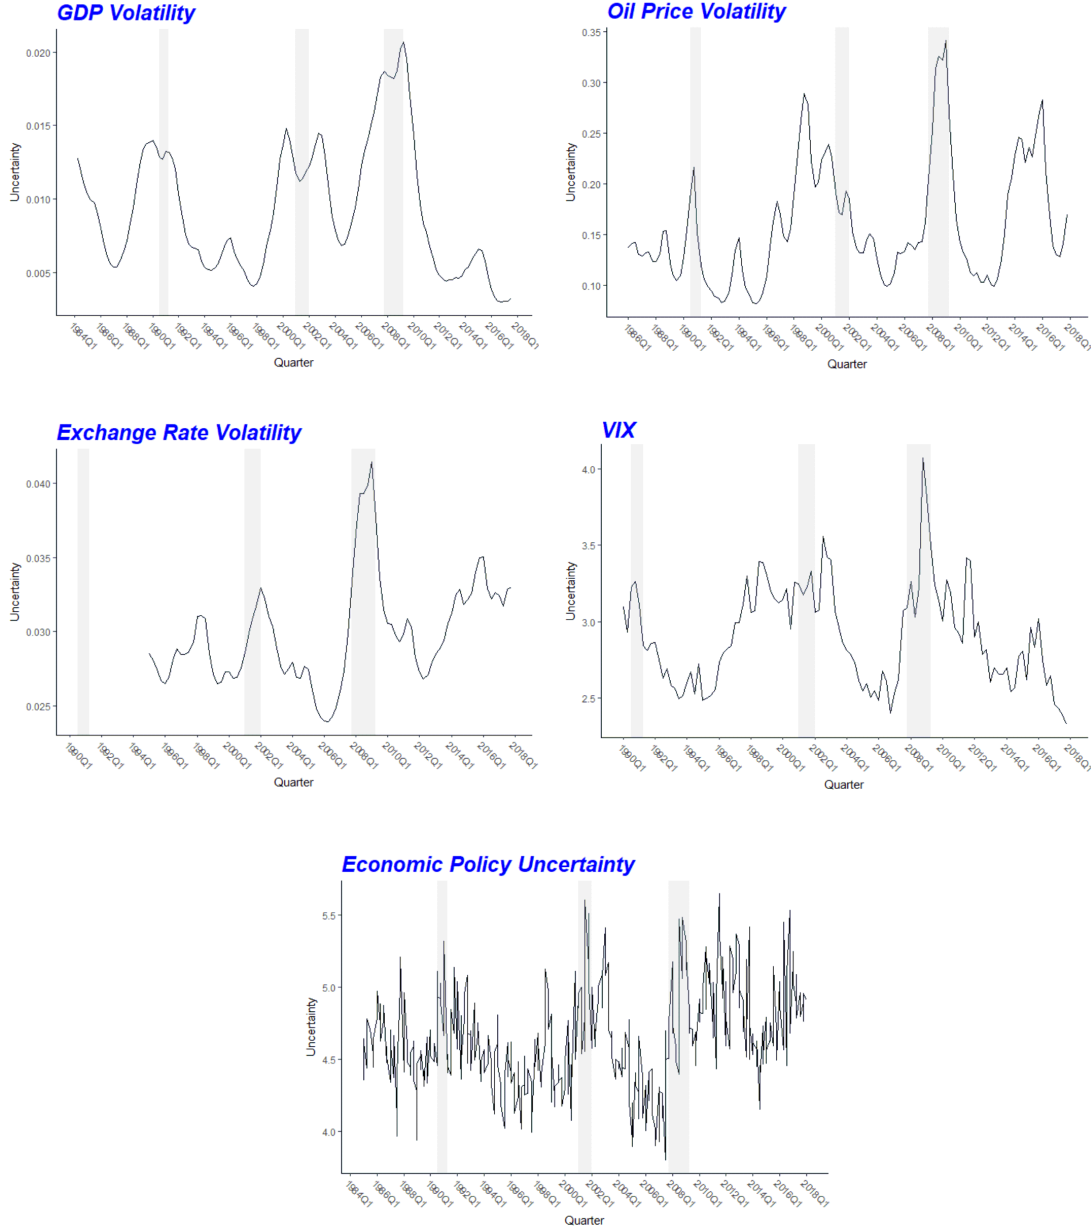 GDP Volatility
Uncertainty
0.020
0.015
0.010
0.005
1984Q1 1986Q1 1988Q1 1990Q1 1992Q1 1994Q1 1996Q1 1998Q1 2000Q1 2002Q1 2004Q1 2006Q1 2008Q1 2010Q1 2012Q1 2014Q1 2016Q1 2018Q1
Quarter
Oil Price Volatility
Uncertainty
0.35
0.30
0.25
0.20
0.15
0.10
1986Q1 1988Q1 1990Q1 1992Q1 1994Q1 1996Q1 1998Q1 2000Q1 2002Q1 2004Q1 2006Q1 2008Q1 2010Q1 2012Q1 2014Q1 2016Q1 2018Q1
Quarter
Exchange Rate Volatility
Uncertainty
0.040
0.035
0.030
0.025
1990Q1 1992Q1 1994Q1 1996Q1 1998Q1 2000Q1 2002Q1 2004Q1 2006Q1 2008Q1 2010Q1 2012Q1 2014Q1 2016Q1 2018Q1
Quarter
VIX
Uncertainty
4.0
3.5
3.0
2.5
1990Q1 1992Q1 1994Q1 1996Q1 1998Q1 2000Q1 2002Q1 2004Q1 2006Q1 2008Q1 2010Q1 2012Q1 2014Q1 2016Q1 2018Q1
Quarter
Economic Policy Uncertainty
Uncertainty
5.5
5.0
4.5
4.0
1984Q1 1986Q1 1988Q1 1990Q1 1992Q1 1994Q1 1996Q1 1998Q1 2000Q1 2002Q1 2004Q1 2006Q1 2008Q1 2010Q1 2012Q1 2014Q1 2016Q1 2018Q1
Quarter